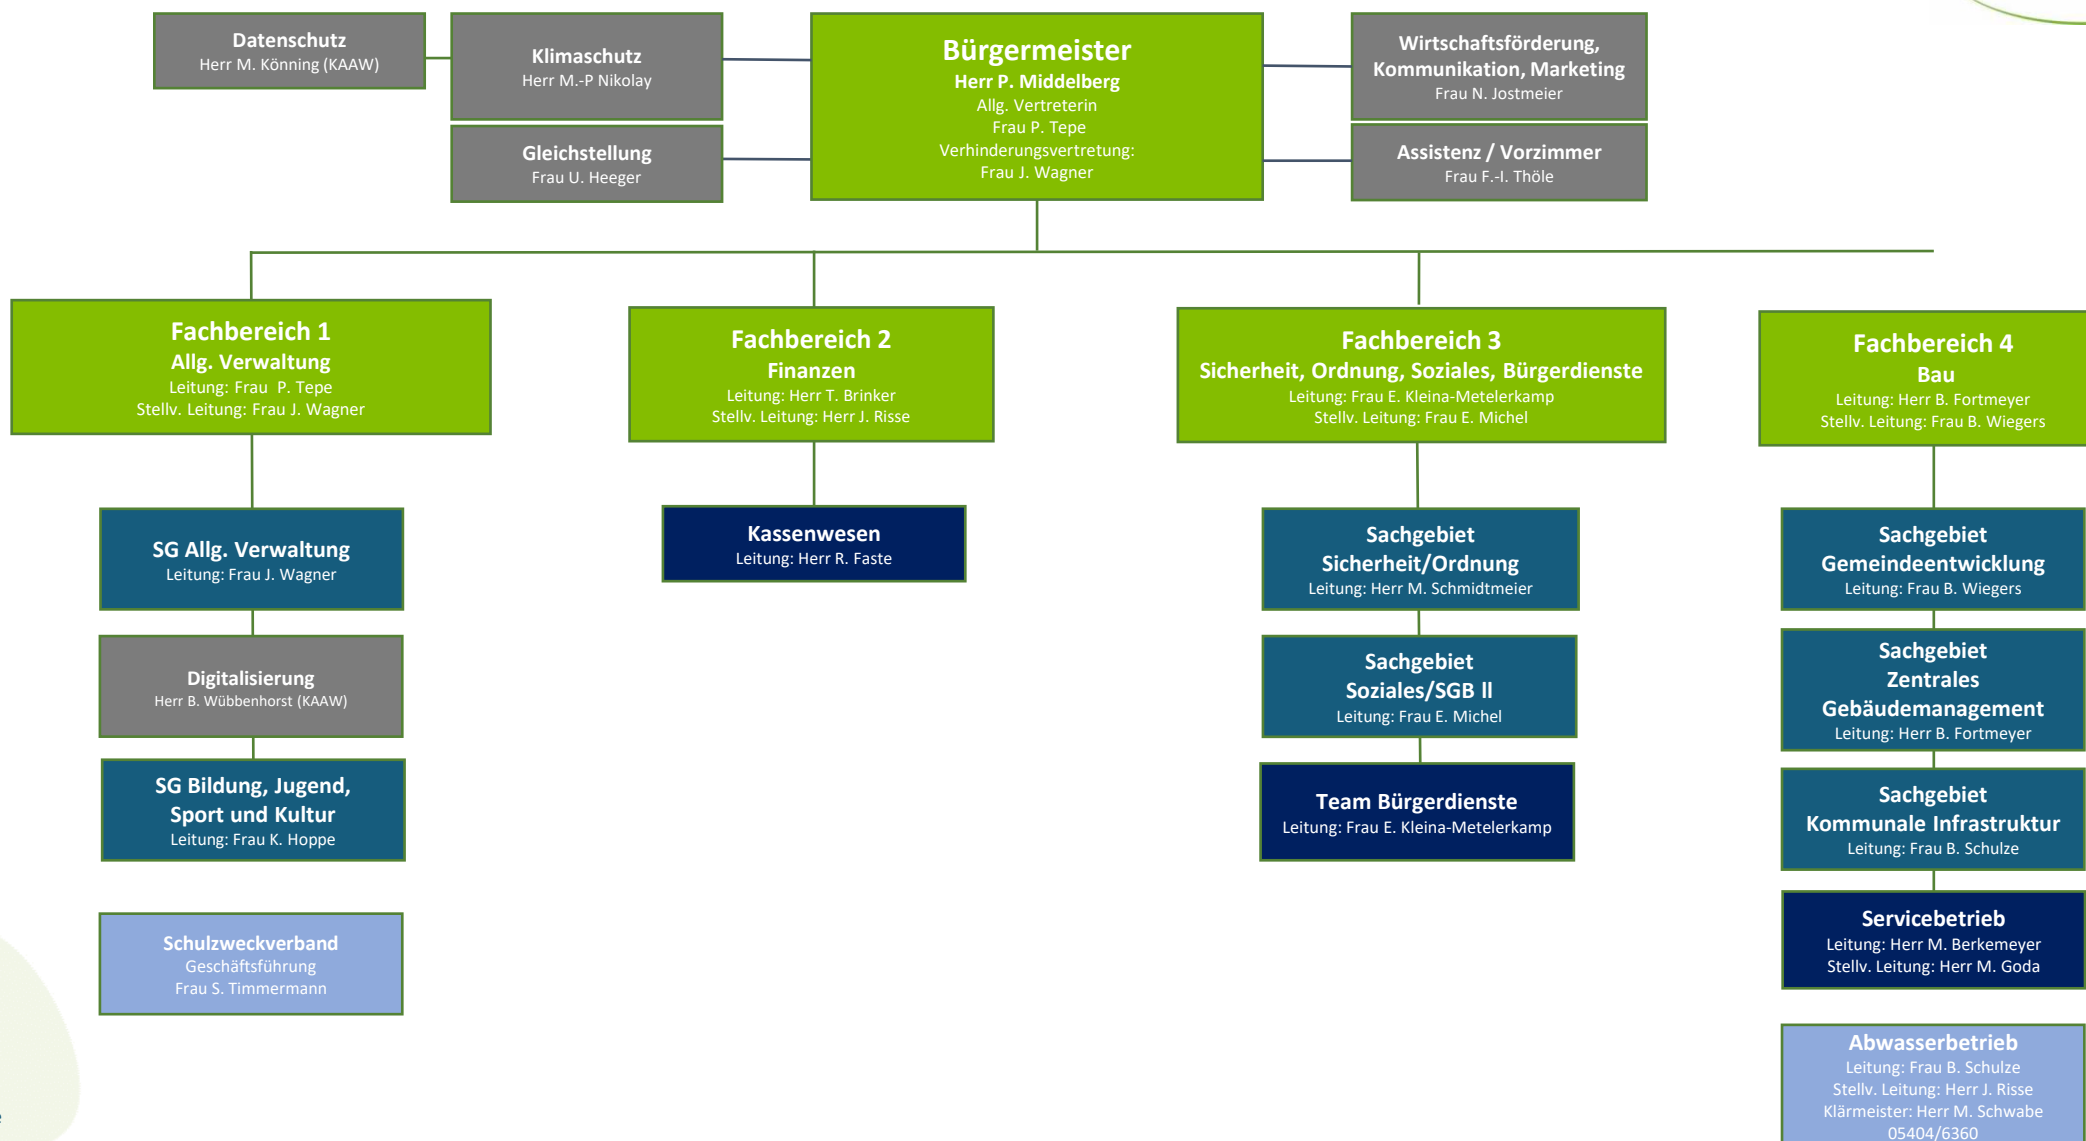 Datenschutz
Herr M. Könning (KAAW)
Klimaschutz
Herr M.-P Nikolay
Gleichstellung
Frau U. Heeger
Bürgermeister
Herr P. Middelberg
Allg. Vertreterin
Frau P. Tepe
Verhinderungsvertretung:
Frau J. Wagner
Wirtschaftsförderung,
Kommunikation, Marketing
Frau N. Jostmeier
Assistenz / Vorzimmer
Frau F.-I. Thöle
Fachbereich 1
Allg. Verwaltung
Leitung: Frau P. Tepe
Stellv. Leitung: Frau J. Wagner
SG Allg. Verwaltung
Leitung: Frau J. Wagner
Digitalisierung
Herr B. Wübbenhorst (KAAW)
SG Bildung, Jugend,
Sport und Kultur
Leitung: Frau K. Hoppe
Schulzweckverband
Geschäftsführung
Frau S. Timmermann
Fachbereich 2
Finanzen
Leitung: Herr T. Brinker
Stellv. Leitung: Herr J. Risse
Kassenwesen
Leitung: Herr R. Faste
Fachbereich 3
Sicherheit, Ordnung, Soziales, Bürgerdienste
Leitung: Frau E. Kleina-Metelerkamp
Stellv. Leitung: Frau E. Michel
Sachgebiet
Sicherheit/Ordnung
Leitung: Herr M. Schmidtmeier
Sachgebiet
Soziales/SGB ll
Leitung: Frau E. Michel
Team Bürgerdienste
Leitung: Frau E. Kleina-Metelerkamp
Fachbereich 4
Bau
Leitung: Herr B. Fortmeyer
Stellv. Leitung: Frau B. Wiegers
Sachgebiet
Gemeindeentwicklung
Leitung: Frau B. Wiegers
Sachgebiet
Zentrales
Gebäudemanagement
Leitung: Herr B. Fortmeyer
Sachgebiet
Kommunale Infrastruktur
Leitung: Frau B. Schulze
Servicebetrieb
Leitung: Herr M. Berkemeyer
Stellv. Leitung: Herr M. Goda
Abwasserbetrieb
Leitung: Frau B. Schulze
Stellv. Leitung: Herr J. Risse
Klärmeister: Herr M. Schwabe
05404/6360